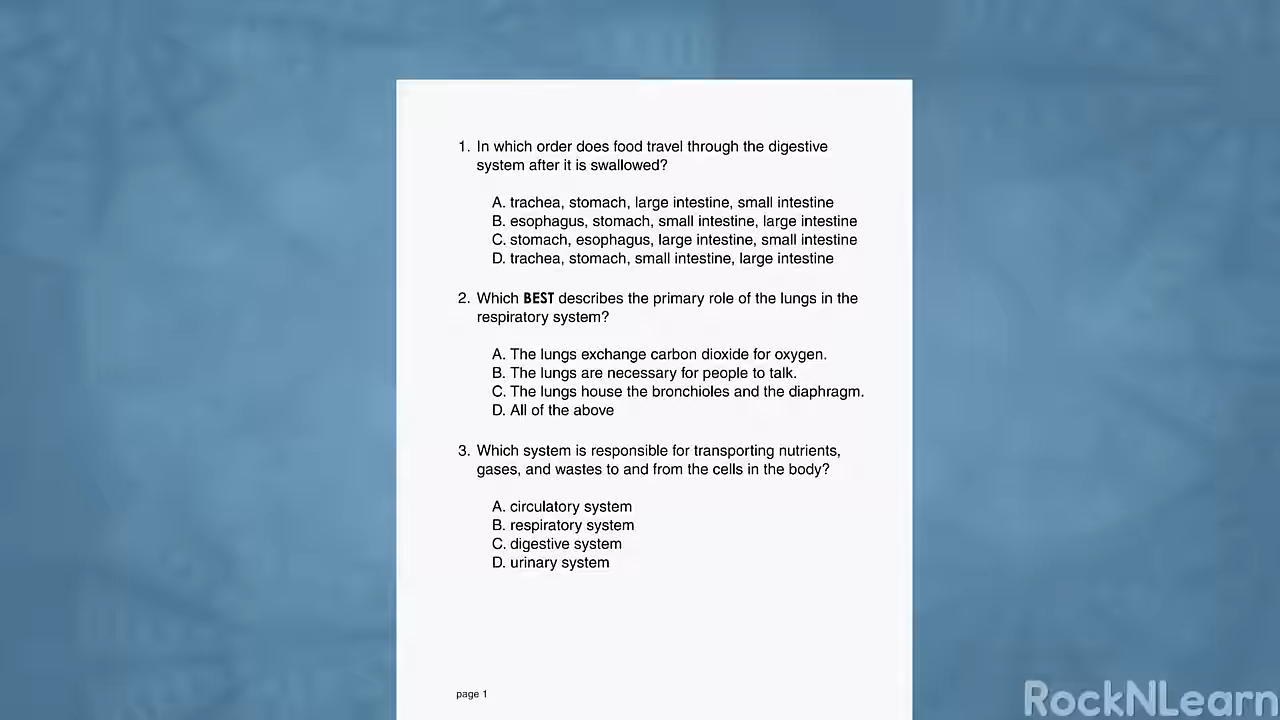 1. In which order does food travel through the digestive
system after it is swallowed?
A. trachea, stomach, large intestine, small intestine
B. esophagus, stomach, small intestine, large intestine
C. stomach, esophagus, large intestine, small intestine
D. trachea, stomach, small intestine, large intestine
2. Which BEST describes the primary role of the lungs in the
respiratory system?
A. The lungs exchange carbon dioxide for oxygen.
B. The lungs are necessary for people to talk.
C. The lungs house the bronchioles and the diaphragm.
D. All of the above
3. Which system is responsible for transporting nutrients,
gases, and wastes to and from the cells in the body?
A. circulatory system
B. respiratory system
C. digestive system
D. urinary system
page 1
RockNLearn